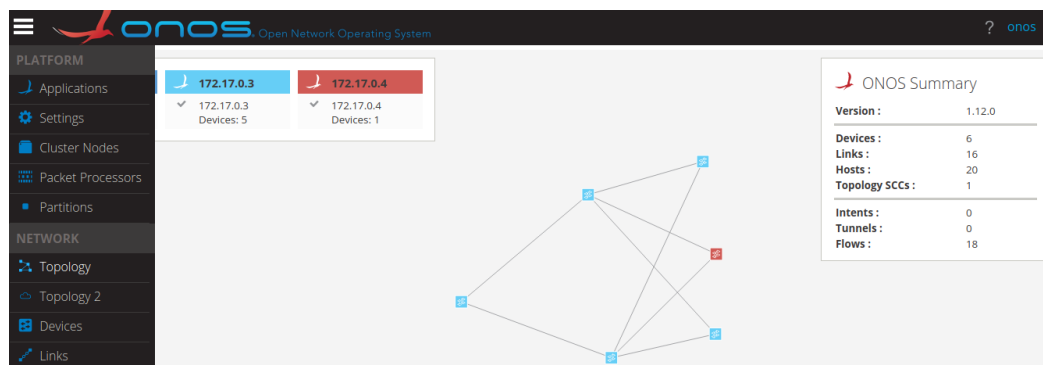 onos. Open Network Operating System ? onos
PLATFORM
Applications
Settings
Cluster Nodes
Packet Processors
Partitions
NETWORK
Topology
Topology 2
Devices
Links
172.17.0.3
172.17.0.3
Devices: 5
172.17.0.4
172.17.0.4
Devices: 1
ONOS Summary
Version : 1.12.0
Devices : 6
Links : 16
Hosts : 20
Topology SCCs : 1
Intents : 0
Tunnels : 0
Flows : 18